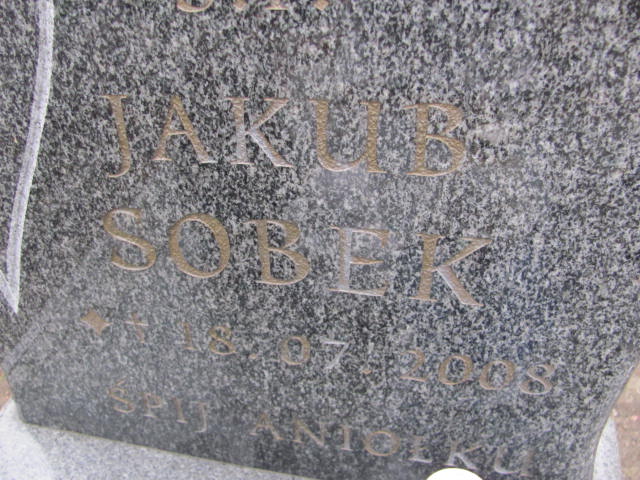 Ś.P.
JAKUB
SOBEK
✦ † 18.07.2008
ŚPIJ ANIOŁKU